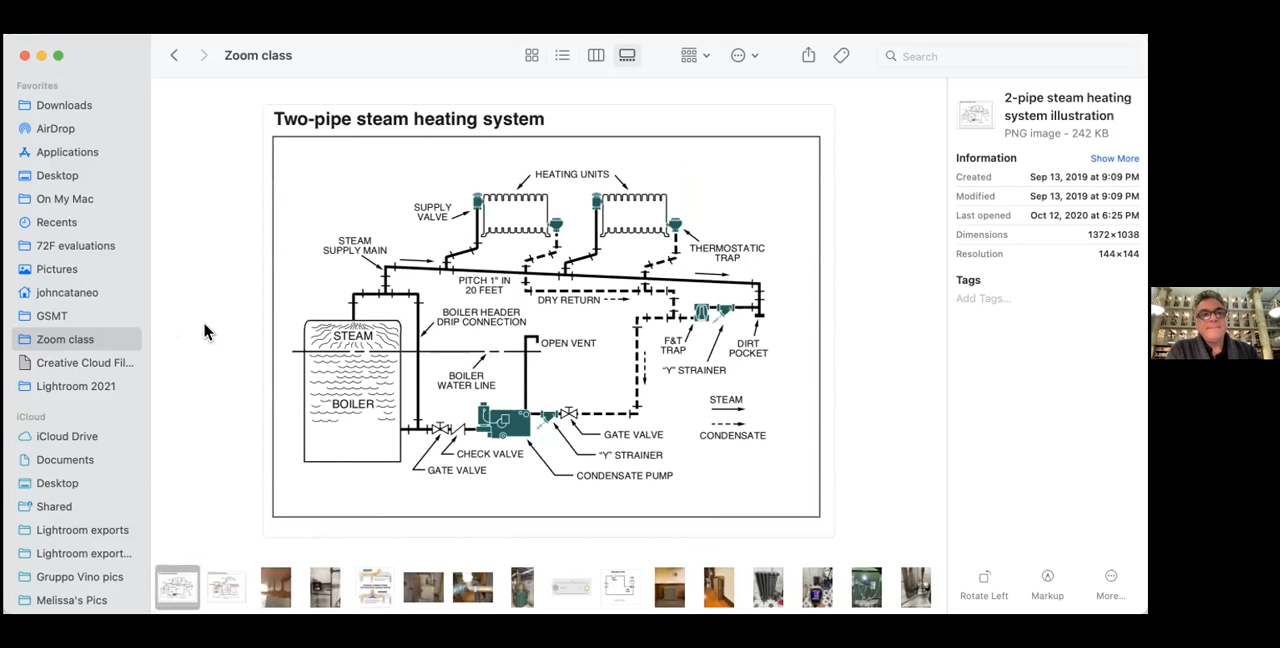 Zoom class
Search
Favorites
Downloads
AirDrop
Applications
Desktop
On My Mac
Recents
72F evaluations
Pictures
johncataneo
GSMT
Zoom class
Creative Cloud Fil...
Lightroom 2021
iCloud
iCloud Drive
Documents
Desktop
Shared
Lightroom exports
Lightroom export...
Gruppo Vino pics
Melissa's Pics
Two-pipe steam heating system
HEATING UNITS
SUPPLY
VALVE
STEAM
SUPPLY MAIN
THERMOSTATIC
TRAP
PITCH 1" IN
20 FEET
DRY RETURN
BOILER HEADER
DRIP CONNECTION
STEAM
OPEN VENT
F&T
TRAP
DIRT
POCKET
"Y" STRAINER
BOILER
WATER LINE
BOILER
STEAM
CONDENSATE
GATE VALVE
CHECK VALVE
"Y" STRAINER
GATE VALVE
CONDENSATE PUMP
2-pipe steam heating
system illustration
PNG image - 242 KB
Information
Show More
Created Sep 13, 2019 at 9:09 PM
Modified Sep 13, 2019 at 9:09 PM
Last opened Oct 12, 2020 at 6:25 PM
Dimensions 1372×1038
Resolution 144×144
Tags
Add Tags...
Rotate Left
Markup
More...